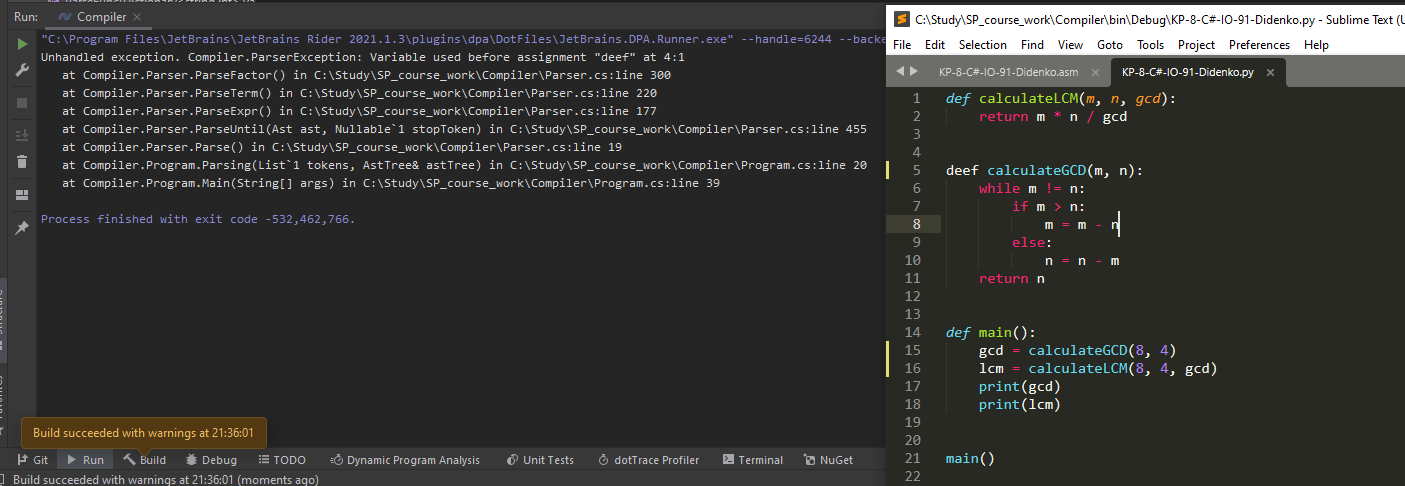 Run: Compiler ×
"C:\Program Files\JetBrains\JetBrains Rider 2021.1.3\plugins\dpa\DotFiles\JetBrains.DPA.Runner.exe" --handle=6244 --backe
Unhandled exception. Compiler.ParserException: Variable used before assignment "deef" at 4:1
at Compiler.Parser.ParseFactor() in C:\Study\SP_course_work\Compiler\Parser.cs:line 300
at Compiler.Parser.ParseTerm() in C:\Study\SP_course_work\Compiler\Parser.cs:line 220
at Compiler.Parser.ParseExpr() in C:\Study\SP_course_work\Compiler\Parser.cs:line 177
at Compiler.Parser.ParseUntil(Ast ast, Nullable`1 stopToken) in C:\Study\SP_course_work\Compiler\Parser.cs:line 455
at Compiler.Parser.Parse() in C:\Study\SP_course_work\Compiler\Parser.cs:line 19
at Compiler.Program.Parsing(List`1 tokens, AstTree& astTree) in C:\Study\SP_course_work\Compiler\Program.cs:line 20
at Compiler.Program.Main(String[] args) in C:\Study\SP_course_work\Compiler\Program.cs:line 39
Process finished with exit code -532,462,766.
Build succeeded with warnings at 21:36:01
Git Run Build Debug TODO Dynamic Program Analysis Unit Tests dotTrace Profiler Terminal NuGet
Build succeeded with warnings at 21:36:01 (moments ago)
C:\Study\SP_course_work\Compiler\bin\Debug\KP-8-C#-IO-91-Didenko.py - Sublime Text (U
File Edit Selection Find View Goto Tools Project Preferences Help
KP-8-C#-IO-91-Didenko.asm × KP-8-C#-IO-91-Didenko.py ×
1 def calculateLCM(m, n, gcd):
2 return m * n / gcd
3
4
5 deef calculateGCD(m, n):
6 while m != n:
7 if m > n:
8 m = m - n
9 else:
10 n = n - m
11 return n
12
13
14 def main():
15 gcd = calculateGCD(8, 4)
16 lcm = calculateLCM(8, 4, gcd)
17 print(gcd)
18 print(lcm)
19
20
21 main()
22